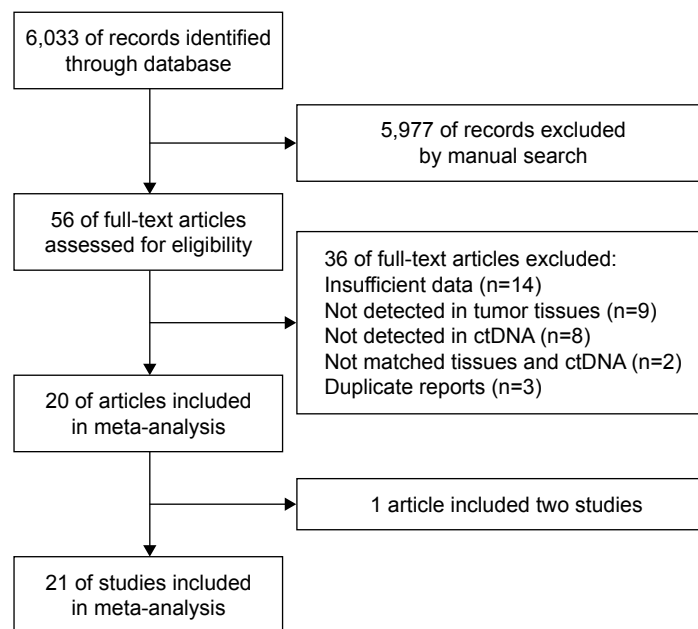 6,033 of records identified
through database
5,977 of records excluded
by manual search
56 of full-text articles
assessed for eligibility
36 of full-text articles excluded:
Insufficient data (n=14)
Not detected in tumor tissues (n=9)
Not detected in ctDNA (n=8)
Not matched tissues and ctDNA (n=2)
Duplicate reports (n=3)
20 of articles included
in meta-analysis
1 article included two studies
21 of studies included
in meta-analysis